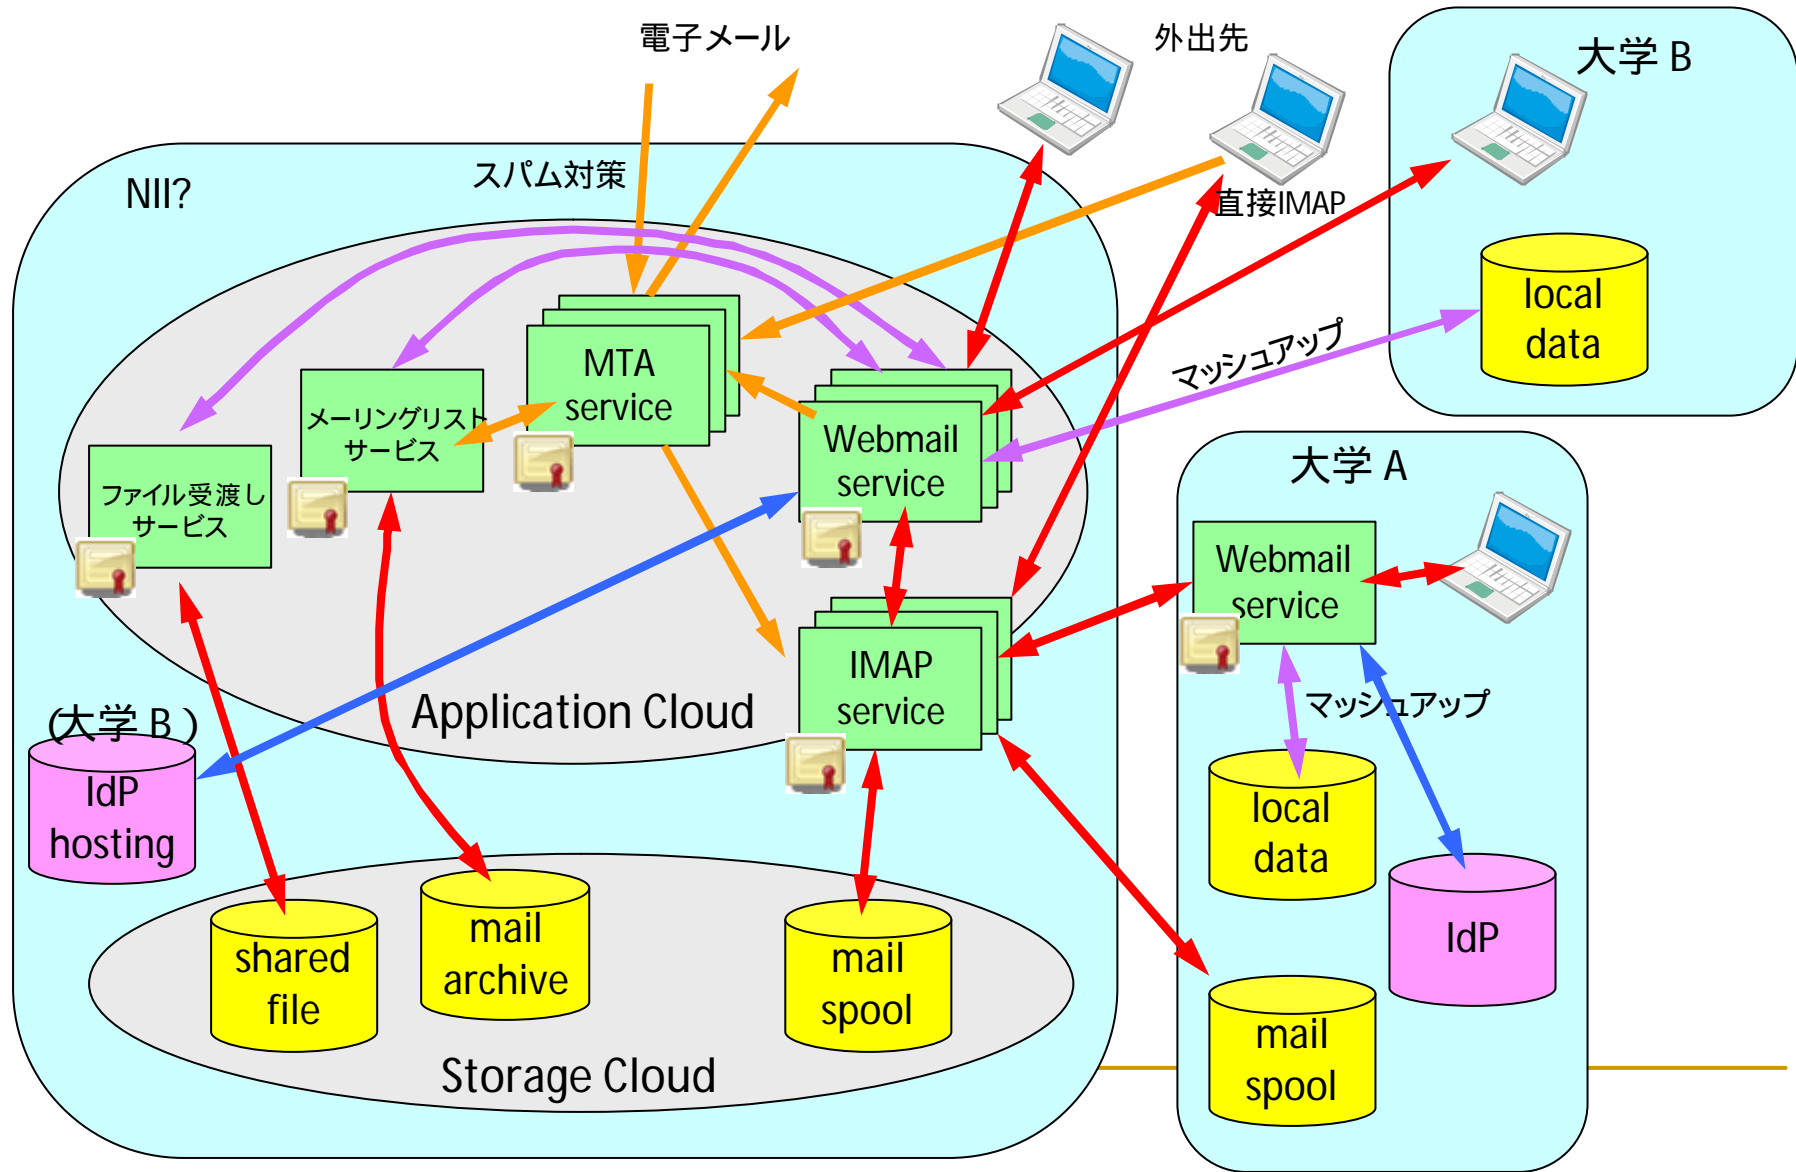 電子メール
外出先
大学 B
NII?
スパム対策
直接IMAP
local
data
マッシュアップ
MTA
service
メーリングリスト
サービス
Webmail
service
ファイル受渡し
サービス
大学 A
Webmail
service
IMAP
service
Application Cloud
マッシュアップ
(大学 B )
IdP
hosting
local
data
IdP
shared
file
mail
archive
mail
spool
mail
spool
Storage Cloud